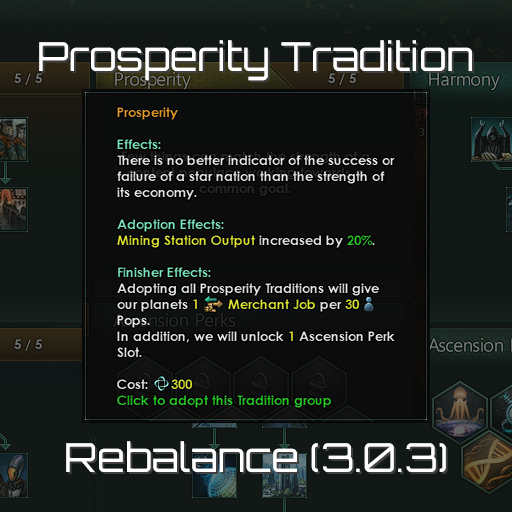 Prosperity Tradition
5 / 5
Prosperity
5 / 5
Harmony
Prosperity
Effects:
There is no better indicator of the success or
failure of a star nation than the strength of
its economy.
common goal.
Adoption Effects:
Mining Station Output increased by 20%.
Finisher Effects:
Adopting all Prosperity Traditions will give
our planets 1 Merchant Job per 30
Pops.
In addition, we will unlock 1 Ascension Perk
Slot.
Ascension Perks
5 / 5
Ascension
Cost: 300
Click to adopt this Tradition group
Rebalance (3.0.3)